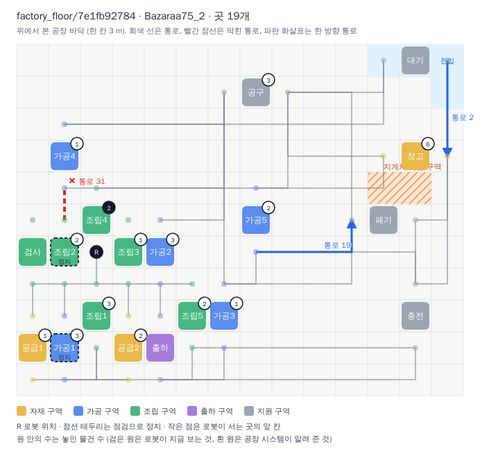 factory_floor/7e1fb92784 · Bazaraa75_2 · 곳 19개
위에서 본 공장 바닥 (한 칸 3 m). 회색 선은 통로, 빨간 점선은 막힌 통로, 파란 화살표는 한 방향 통로
대기
전립
공구 3
통로 2
가공4 1
창고 6
지게차 구역
✕ 통로 31
조립4 2
가공5 2
폐기
통로 19
검사
조립2 2
정지
R
조립3 1
가공2 3
조립1 3
조립5 2
가공3 1
충전
공급1 1
가공1 3
정지
공급2 2
출하
자재 구역
가공 구역
조립 구역
출하 구역
지원 구역
R 로봇 위치 · 점선 테두리는 점검으로 정지 · 작은 점은 로봇이 서는 곳의 앞 칸
원 안의 수는 놓인 물건 수 (검은 원은 로봇이 지금 보는 것, 흰 원은 공장 시스템이 알려 준 것)